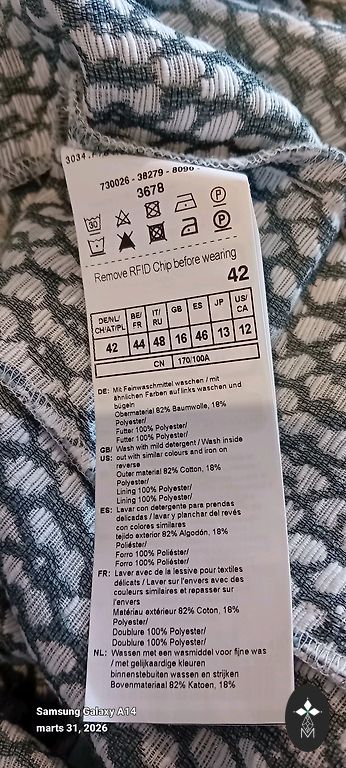 3034.
730026 - 38279 - 8090 -
3678
30
P
P
Remove RFID Chip before wearing
42
DE/NL/ CH/AT/PL BE/ FR IT/ RU GB ES JP US/ CA
42 44 48 16 46 13 12
CN 170/100A
DE: Mit Feinwaschmittel waschen / mit
ähnlichen Farben auf links waschen und
bügeln
Obermaterial 82% Baumwolle, 18%
Polyester/
Futter 100% Polyester/
Futter 100% Polyester/
GB/ Wash with mild detergent / Wash inside
US: out with similar colours and iron on
reverse
Outer material 82% Cotton, 18%
Polyester/
Lining 100% Polyester/
Lining 100% Polyester/
ES: Lavar con detergente para prendas
delicadas / lavar y planchar del revés
con colores similares
tejido exterior 82% Algodón, 18%
Poliéster/
Forro 100% Poliéster/
Forro 100% Poliéster/
FR: Laver avec de la lessive pour textiles
délicats / Laver sur l'envers avec des
couleurs similaires et repasser sur
l'envers
Matériau extérieur 82% Coton, 18%
Polyester/
Doublure 100% Polyester/
Doublure 100% Polyester/
NL: Wassen met een wasmiddel voor fijne was
/ met gelijkaardige kleuren
binnenstebuiten wassen en strijken
Bovenmateriaal 82% Katoen, 18%
Samsung Galaxy A14
marts 31, 2026